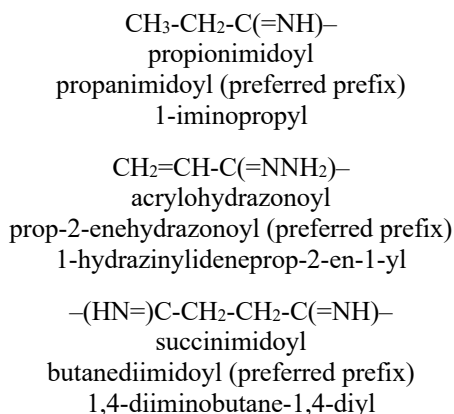 CH₃-CH₂-C(=NH)–
propionimidoyl
propanimidoyl (preferred prefix)
1-iminopropyl
CH₂=CH-C(=NNH₂)–
acrylohydrazonoyl
prop-2-enehydrazonoyl (preferred prefix)
1-hydrazinylideneprop-2-en-1-yl
–(HN=)C-CH₂-CH₂-C(=NH)–
succinimidoyl
butanediimidoyl (preferred prefix)
1,4-diiminobutane-1,4-diyl